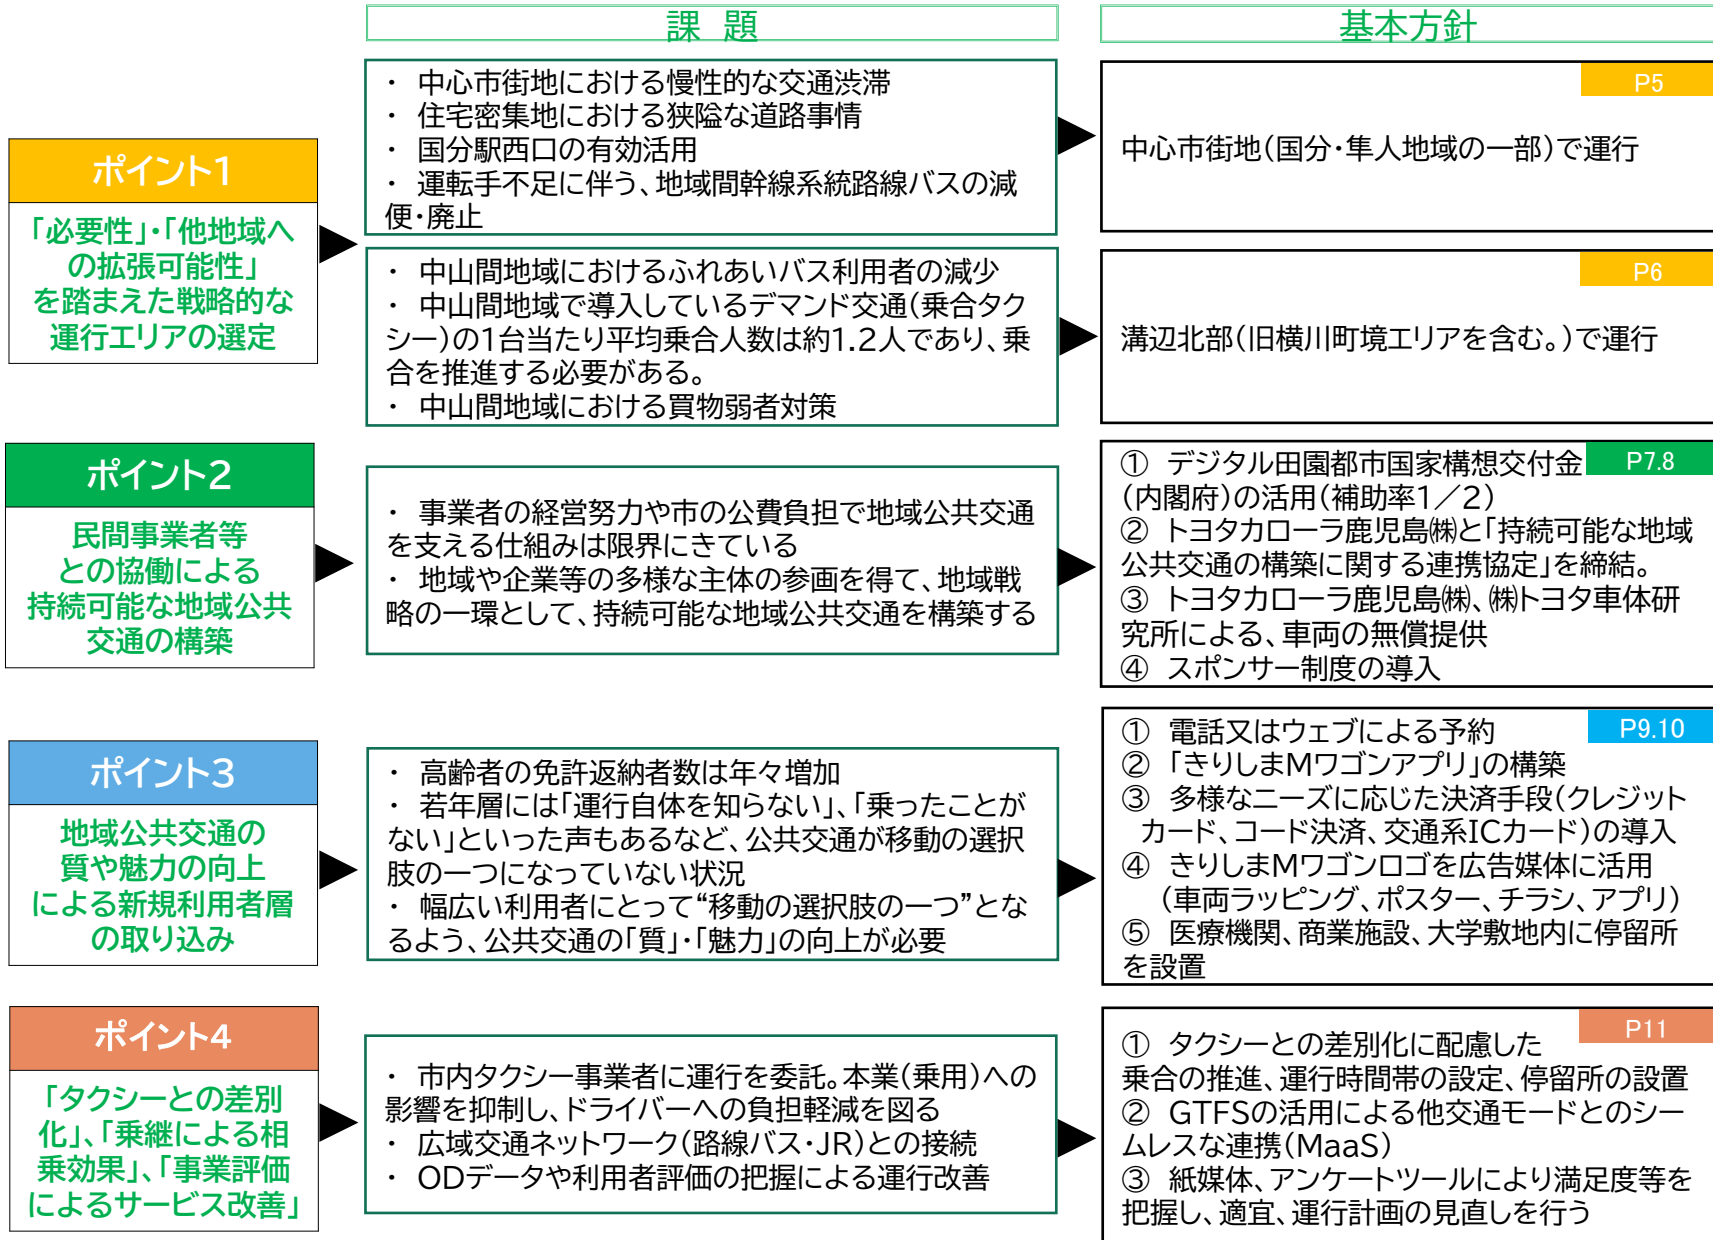 課 題
基本方針
ポイント1
「必要性」・「他地域へ
の拡張可能性」
を踏まえた戦略的な
運行エリアの選定
・ 中心市街地における慢性的な交通渋滞
・ 住宅密集地における狭隘な道路事情
・ 国分駅西口の有効活用
・ 運転手不足に伴う、地域間幹線系統路線バスの減
便・廃止
P5
中心市街地(国分・隼人地域の一部)で運行
・ 中山間地域におけるふれあいバス利用者の減少
・ 中山間地域で導入しているデマンド交通(乗合タク
シー)の1台当たり平均乗合人数は約1.2人であり、乗
合を推進する必要がある。
・ 中山間地域における買物弱者対策
P6
溝辺北部(旧横川町境エリアを含む。)で運行
ポイント2
民間事業者等
との協働による
持続可能な地域公共
交通の構築
・ 事業者の経営努力や市の公費負担で地域公共交通
を支える仕組みは限界にきている
・ 地域や企業等の多様な主体の参画を得て、地域戦
略の一環として、持続可能な地域公共交通を構築する
P7.8
① デジタル田園都市国家構想交付金
(内閣府)の活用(補助率1/2)
② トヨタカローラ鹿児島㈱と「持続可能な地域
公共交通の構築に関する連携協定」を締結。
③ トヨタカローラ鹿児島㈱、㈱トヨタ車体研
究所による、車両の無償提供
④ スポンサー制度の導入
ポイント3
地域公共交通の
質や魅力の向上
による新規利用者層
の取り込み
・ 高齢者の免許返納者数は年々増加
・ 若年層には「運行自体を知らない」、「乗ったことが
ない」といった声もあるなど、公共交通が移動の選択
肢の一つになっていない状況
・ 幅広い利用者にとって“移動の選択肢の一つ”とな
るよう、公共交通の「質」・「魅力」の向上が必要
P9.10
① 電話又はウェブによる予約
② 「きりしまMワゴンアプリ」の構築
③ 多様なニーズに応じた決済手段(クレジット
カード、コード決済、交通系ICカード)の導入
④ きりしまMワゴンロゴを広告媒体に活用
(車両ラッピング、ポスター、チラシ、アプリ)
⑤ 医療機関、商業施設、大学敷地内に停留所
を設置
ポイント4
「タクシーとの差別
化」、「乗継による相
乗効果」、「事業評価
によるサービス改善」
・ 市内タクシー事業者に運行を委託。本業(乗用)への
影響を抑制し、ドライバーへの負担軽減を図る
・ 広域交通ネットワーク(路線バス・JR)との接続
・ ODデータや利用者評価の把握による運行改善
P11
① タクシーとの差別化に配慮した
乗合の推進、運行時間帯の設定、停留所の設置
② GTFSの活用による他交通モードとのシー
ムレスな連携(MaaS)
③ 紙媒体、アンケートツールにより満足度等を
把握し、適宜、運行計画の見直しを行う